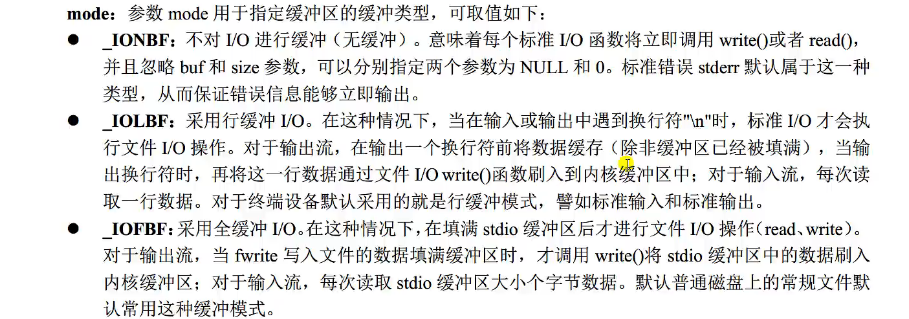 mode：参数 mode 用于指定缓冲区的缓冲类型，可取值如下：
● _IONBF：不对 I/O 进行缓冲（无缓冲）。意味着每个标准 I/O 函数将立即调用 write()或者 read()，
并且忽略 buf 和 size 参数，可以分别指定两个参数为 NULL 和 0。标准错误 stderr 默认属于这一种
类型，从而保证错误信息能够立即输出。
● _IOLBF：采用行缓冲 I/O。在这种情况下，当在输入或输出中遇到换行符"\n"时，标准 I/O 才会执
行文件 I/O 操作。对于输出流，在输出一个换行符前将数据缓存（除非缓冲区已经被填满），当输
出换行符时，再将这一行数据通过文件 I/O write()函数刷入到内核缓冲区中；对于输入流，每次读
取一行数据。对于终端设备默认采用的就是行缓冲模式，譬如标准输入和标准输出。
● _IOFBF：采用全缓冲 I/O。在这种情况下，在填满 stdio 缓冲区后才进行文件 I/O 操作（read、write）。
对于输出流，当 fwrite 写入文件的数据填满缓冲区时，才调用 write()将 stdio 缓冲区中的数据刷入
内核缓冲区；对于输入流，每次读取 stdio 缓冲区大小个字节数据。默认普通磁盘上的常规文件默
认常用这种缓冲模式。